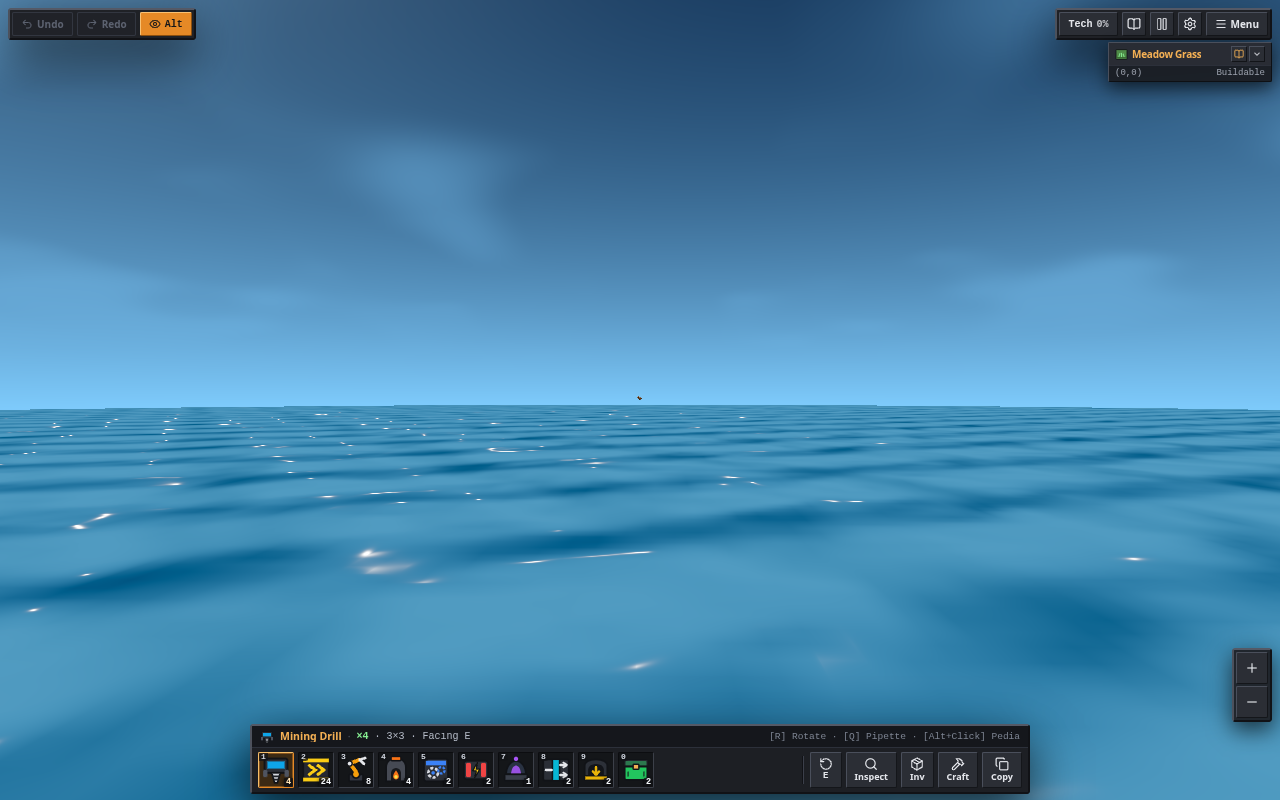 Undo
Redo
Alt
Tech 0%
Menu
Meadow Grass
(0,0)
Buildable
Mining Drill · ×4 · 3×3 · Facing E
[R] Rotate · [Q] Pipette · [Alt+Click] Pedia
1
4
2
24
3
8
4
4
5
2
6
2
7
1
8
2
9
2
0
2
E
Inspect
Inv
Craft
Copy